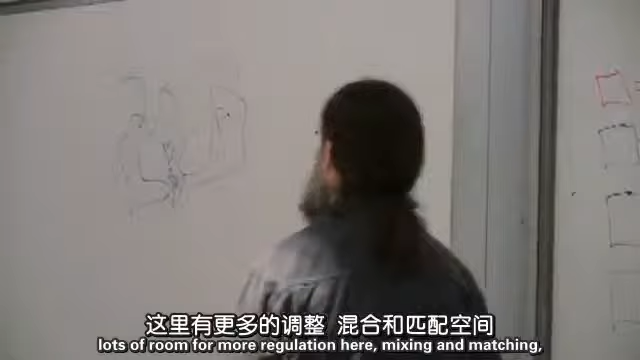 这里有更多的调整 混合和匹配空间
lots of room for more regulation here, mixing and matching,